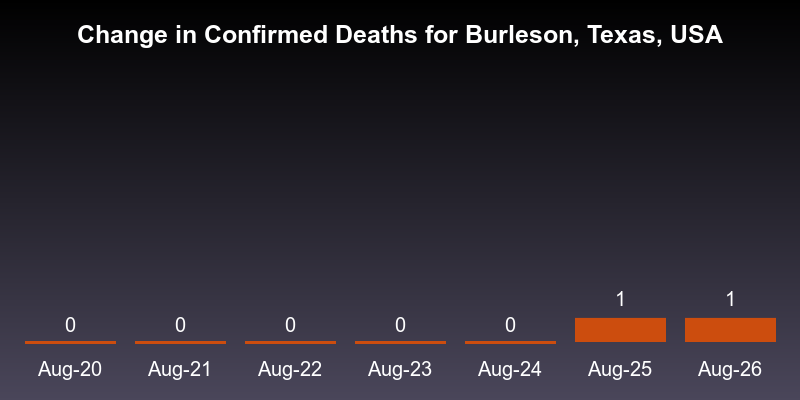 Change in Confirmed Deaths for Burleson, Texas, USA
0 0 0 0 0 1 1
Aug-20 Aug-21 Aug-22 Aug-23 Aug-24 Aug-25 Aug-26